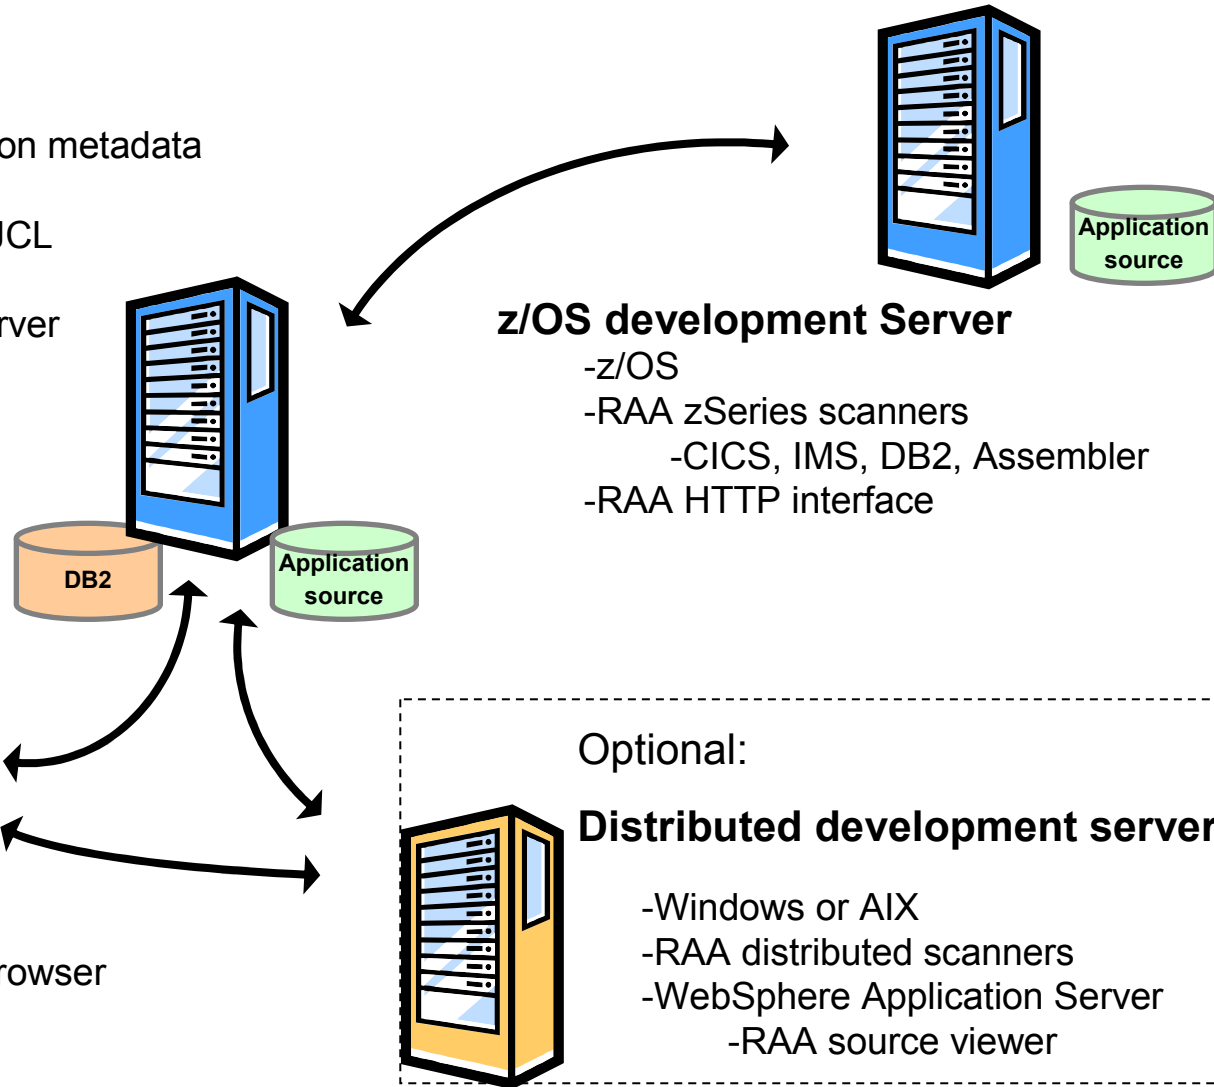 on metadata
JCL
rver
Application
source
z/OS development Server
-z/OS
-RAA zSeries scanners
-CICS, IMS, DB2, Assembler
-RAA HTTP interface
DB2
Application
source
Optional:
Distributed development server
-Windows or AIX
-RAA distributed scanners
-WebSphere Application Server
-RAA source viewer
rowser